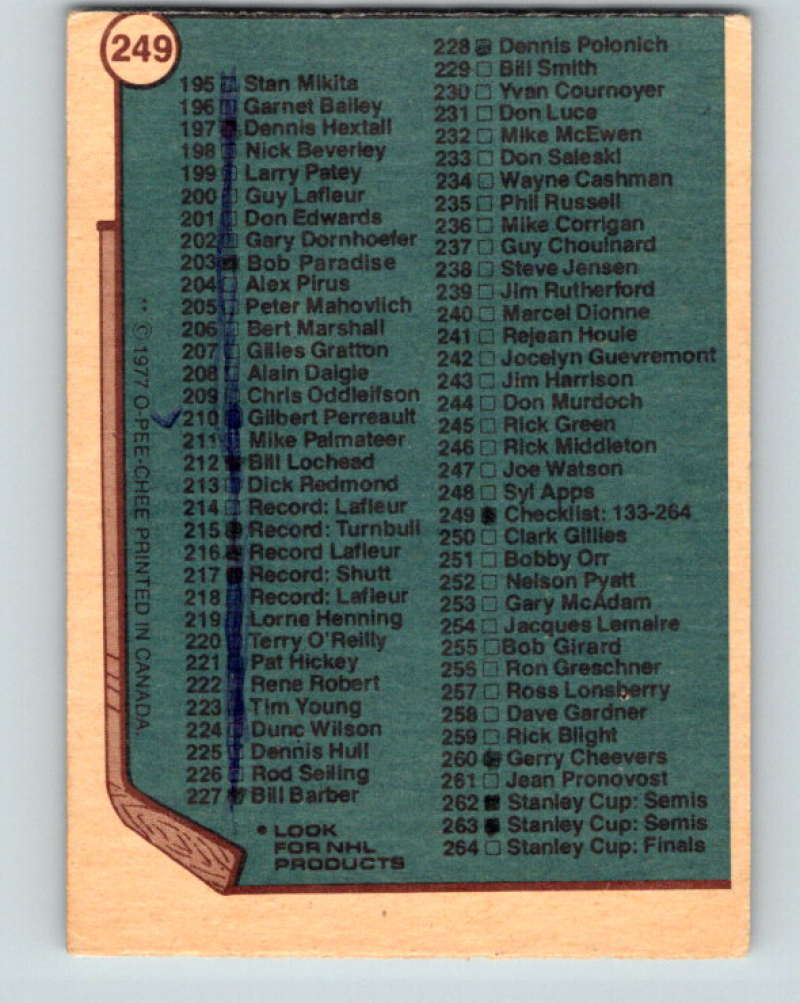 249
195 Stan Mikita
196 Garnet Bailey
197 Dennis Hextall
198 Nick Beverley
199 Larry Patey
200 Guy Lafleur
201 Don Edwards
202 Gary Dornhoefer
203 Bob Paradise
204 Alex Pirus
205 Peter Mahovlich
206 Bert Marshall
207 Gilles Gratton
208 Alain Daigle
209 Chris Oddleifson
210 Gilbert Perreault
211 Mike Palmateer
212 Bill Lochead
213 Dick Redmond
214 Record: Lafleur
215 Record: Turnbull
216 Record Lafleur
217 Record: Shutt
218 Record: Lafleur
219 Lorne Henning
220 Terry O'Reilly
221 Pat Hickey
222 Rene Robert
223 Tim Young
224 Dunc Wilson
225 Dennis Hull
226 Rod Seiling
227 Bill Barber
• LOOK
FOR NHL
PRODUCTS
228 Dennis Polonich
229 Bill Smith
230 Yvan Cournoyer
231 Don Luce
232 Mike McEwen
233 Don Saleski
234 Wayne Cashman
235 Phil Russell
236 Mike Corrigan
237 Guy Chouinard
238 Steve Jensen
239 Jim Rutherford
240 Marcel Dionne
241 Rejean Houle
242 Jocelyn Guevremont
243 Jim Harrison
244 Don Murdoch
245 Rick Green
246 Rick Middleton
247 Joe Watson
248 Syl Apps
249 Checklist: 133-264
250 Clark Gillies
251 Bobby Orr
252 Nelson Pyatt
253 Gary McAdam
254 Jacques Lemaire
255 Bob Girard
256 Ron Greschner
257 Ross Lonsberry
258 Dave Gardner
259 Rick Blight
260 Gerry Cheevers
261 Jean Pronovost
262 Stanley Cup: Semis
263 Stanley Cup: Semis
264 Stanley Cup: Finals
** © 1977 O-PEE-CHEE PRINTED IN CANADA.